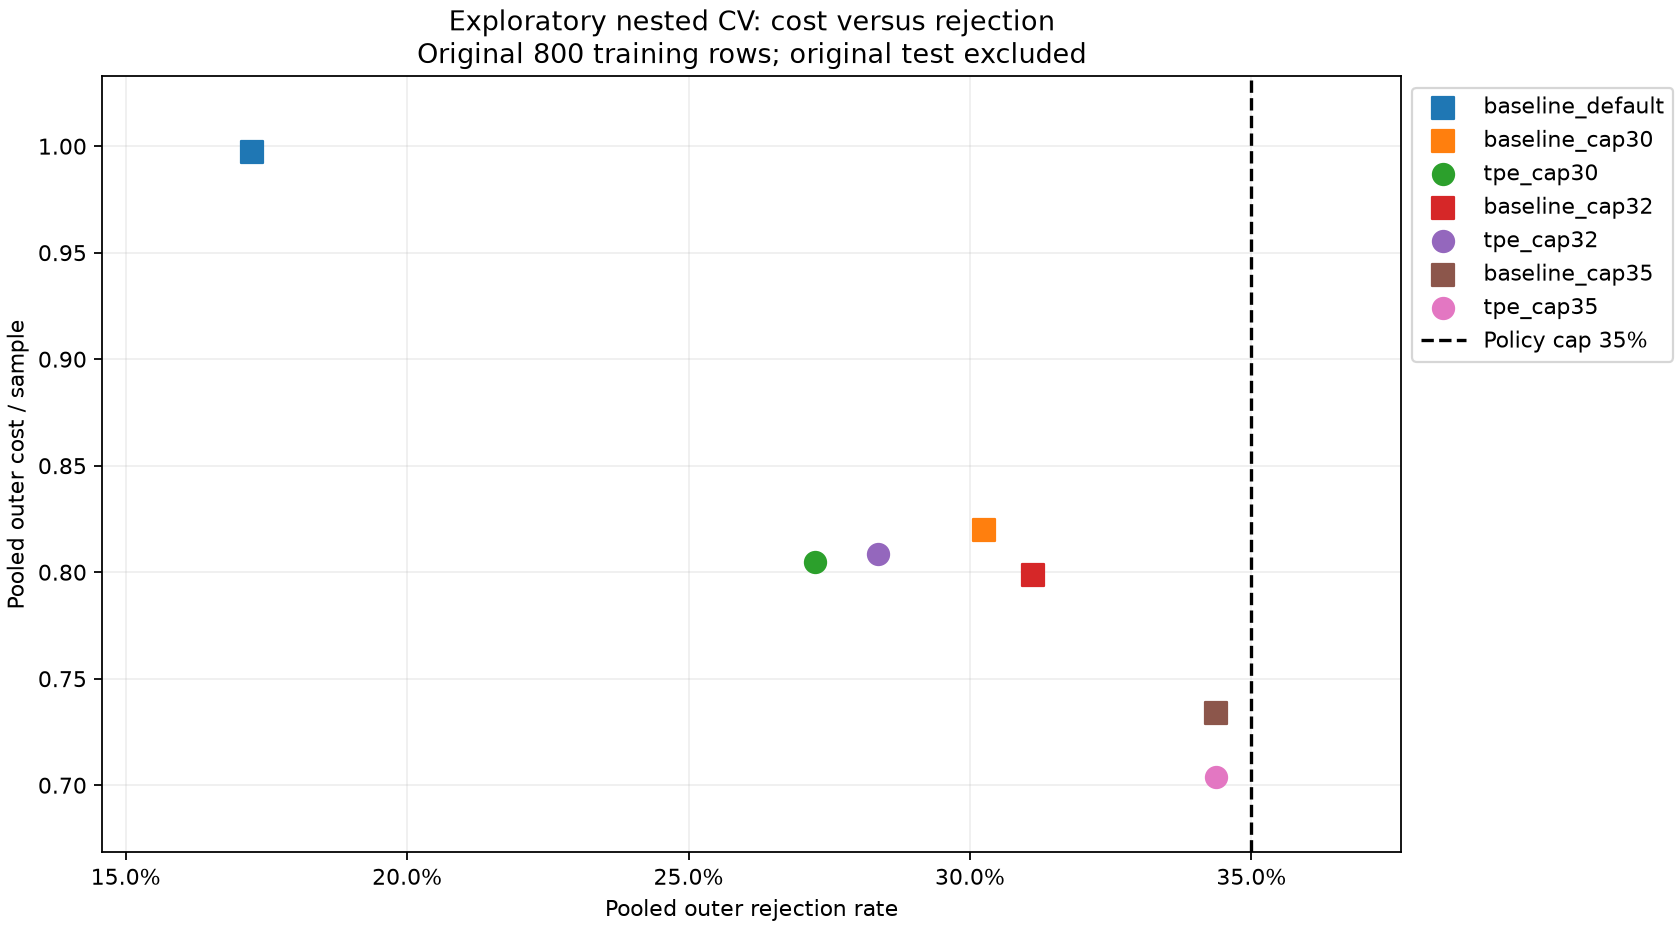 Exploratory nested CV: cost versus rejection
Original 800 training rows; original test excluded
1.00
0.95
0.90
0.85
0.80
0.75
0.70
Pooled outer cost / sample
15.0%
20.0%
25.0%
30.0%
35.0%
Pooled outer rejection rate
baseline_default
baseline_cap30
tpe_cap30
baseline_cap32
tpe_cap32
baseline_cap35
tpe_cap35
Policy cap 35%